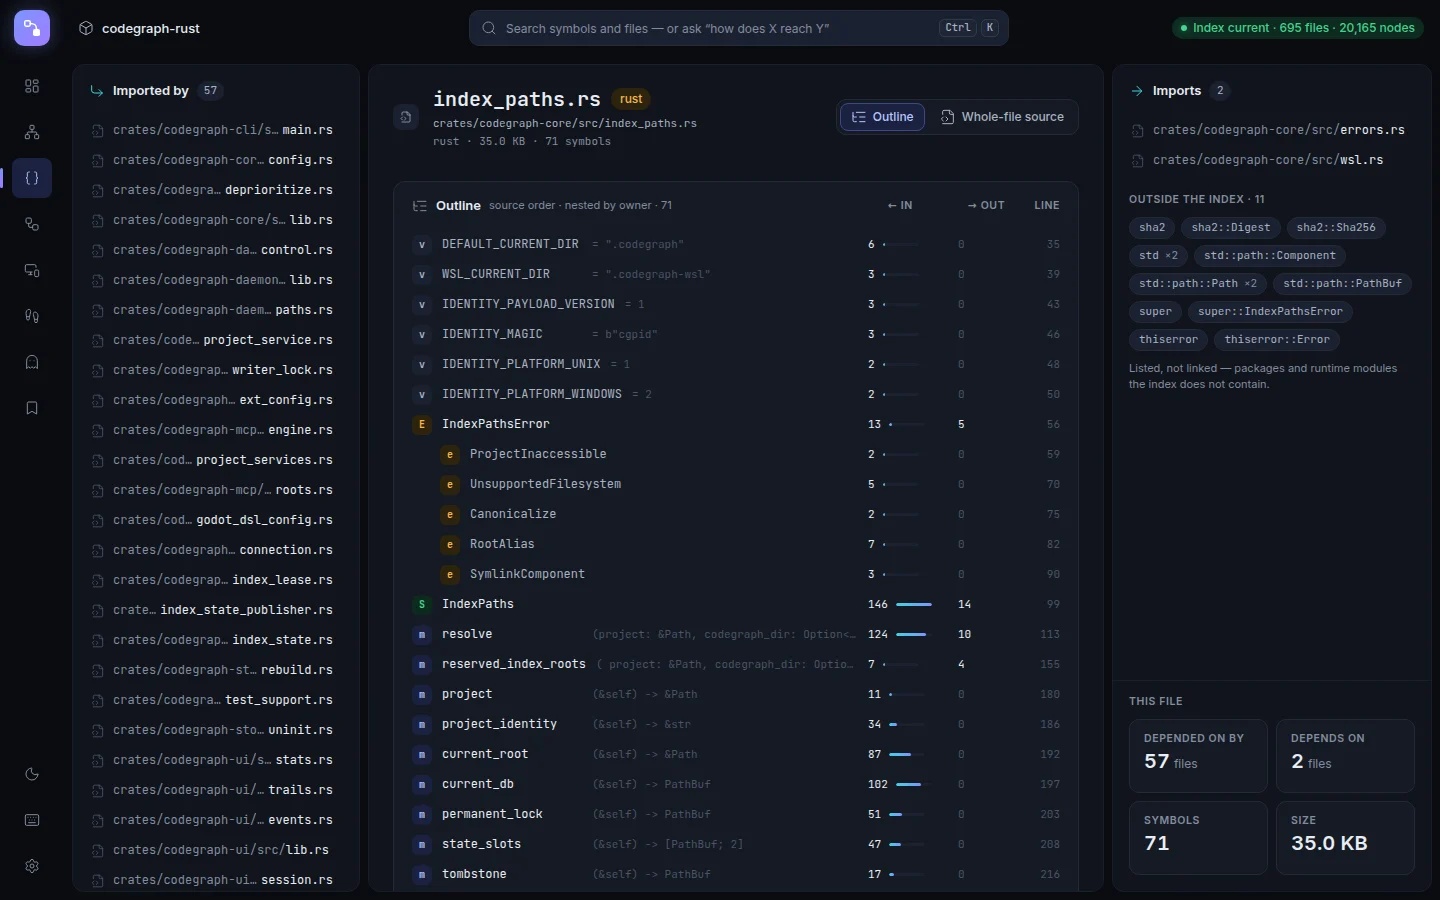 codegraph-rust
Search symbols and files — or ask “how does X reach Y”
Ctrl K
Index current · 695 files · 20,165 nodes
Imported by 57
crates/codegraph-cli/s… main.rs
crates/codegraph-cor… config.rs
crates/codegra… deprioritize.rs
crates/codegraph-core/s… lib.rs
crates/codegraph-da… control.rs
crates/codegraph-daemon… lib.rs
crates/codegraph-daem… paths.rs
crates/code… project_service.rs
crates/codegrap… writer_lock.rs
crates/codegraph… ext_config.rs
crates/codegraph-mcp… engine.rs
crates/cod… project_services.rs
crates/codegraph-mcp/… roots.rs
crates/cod… godot_dsl_config.rs
crates/codegraph… connection.rs
crates/codegrap… index_lease.rs
crate… index_state_publisher.rs
crates/codegrap… index_state.rs
crates/codegraph-st… rebuild.rs
crates/codegra… test_support.rs
crates/codegraph-sto… uninit.rs
crates/codegraph-ui/s… stats.rs
crates/codegraph-ui/… trails.rs
crates/codegraph-ui/… events.rs
crates/codegraph-ui/src/lib.rs
crates/codegraph-ui… session.rs
index_paths.rs rust
crates/codegraph-core/src/index_paths.rs
rust · 35.0 KB · 71 symbols
Outline
Whole-file source
Outline source order · nested by owner · 71 ← IN → OUT LINE
v DEFAULT_CURRENT_DIR = ".codegraph" 6 0 35
v WSL_CURRENT_DIR = ".codegraph-wsl" 3 0 39
v IDENTITY_PAYLOAD_VERSION = 1 3 0 43
v IDENTITY_MAGIC = b"cgpid" 3 0 46
v IDENTITY_PLATFORM_UNIX = 1 2 0 48
v IDENTITY_PLATFORM_WINDOWS = 2 2 0 50
E IndexPathsError 13 5 56
e ProjectInaccessible 2 0 59
e UnsupportedFilesystem 5 0 70
e Canonicalize 2 0 75
e RootAlias 7 0 82
e SymlinkComponent 3 0 90
S IndexPaths 146 14 99
m resolve (project: &Path, codegraph_dir: Option<… 124 10 113
m reserved_index_roots ( project: &Path, codegraph_dir: Optio… 7 4 155
m project (&self) -> &Path 11 0 180
m project_identity (&self) -> &str 34 0 186
m current_root (&self) -> &Path 87 0 192
m current_db (&self) -> PathBuf 102 0 197
m permanent_lock (&self) -> PathBuf 51 0 203
m state_slots (&self) -> [PathBuf; 2] 47 0 208
m tombstone (&self) -> PathBuf 17 0 216
Imports 2
crates/codegraph-core/src/errors.rs
crates/codegraph-core/src/wsl.rs
OUTSIDE THE INDEX · 11
sha2 sha2::Digest sha2::Sha256
std ×2 std::path::Component
std::path::Path ×2 std::path::PathBuf
super super::IndexPathsError
thiserror thiserror::Error
Listed, not linked — packages and runtime modules
the index does not contain.
THIS FILE
DEPENDED ON BY
57 files
DEPENDS ON
2 files
SYMBOLS
71
SIZE
35.0 KB